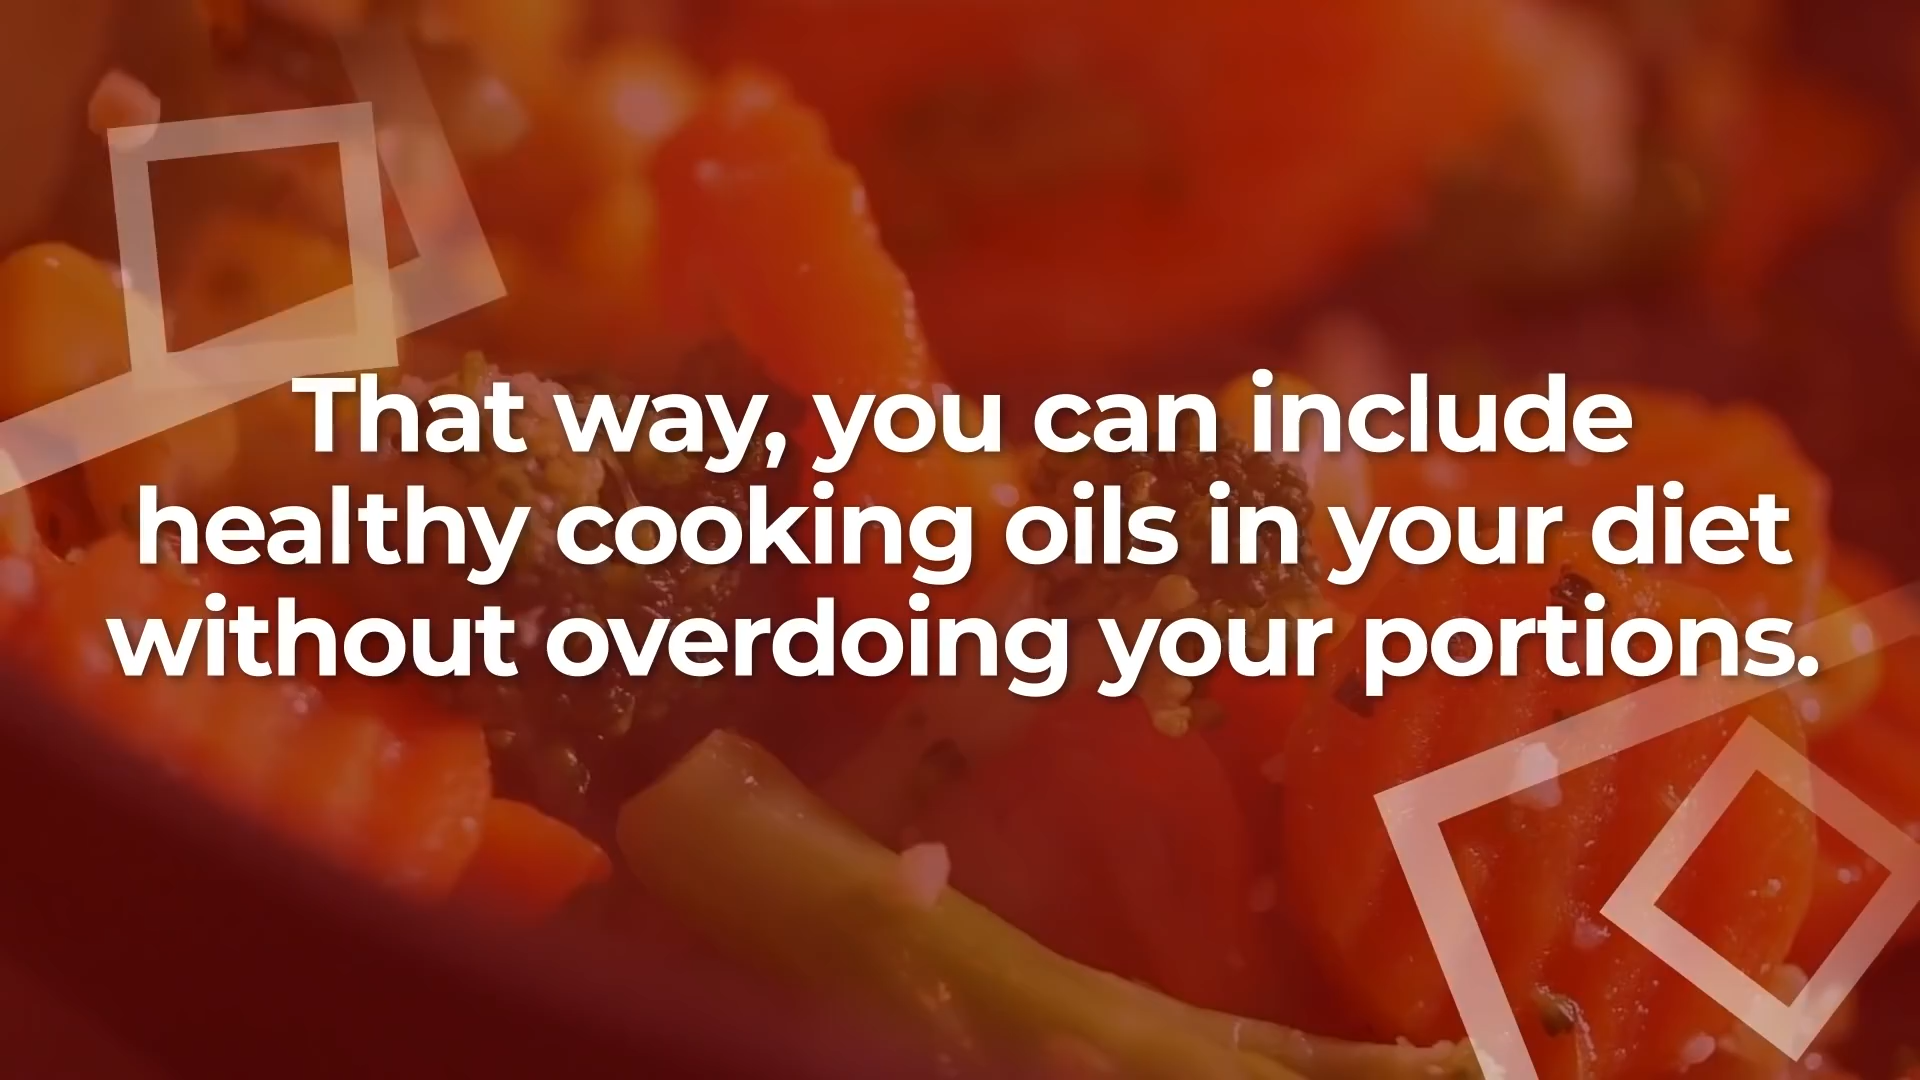 That way, you can include
healthy cooking oils in your diet
without overdoing your portions.